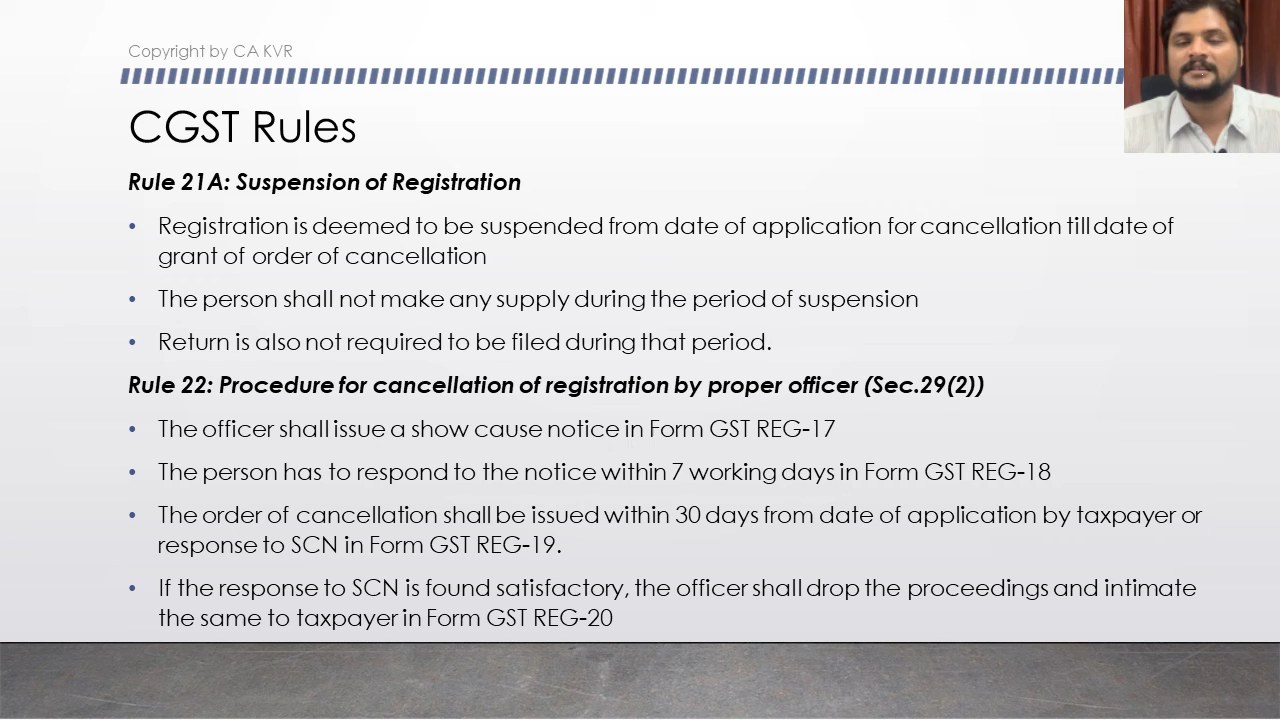 Copyright by CA KVR
CGST Rules
Rule 21A: Suspension of Registration
• Registration is deemed to be suspended from date of application for cancellation till date of
grant of order of cancellation
• The person shall not make any supply during the period of suspension
• Return is also not required to be filed during that period.
Rule 22: Procedure for cancellation of registration by proper officer (Sec.29(2))
• The officer shall issue a show cause notice in Form GST REG-17
• The person has to respond to the notice within 7 working days in Form GST REG-18
• The order of cancellation shall be issued within 30 days from date of application by taxpayer or
response to SCN in Form GST REG-19.
• If the response to SCN is found satisfactory, the officer shall drop the proceedings and intimate
the same to taxpayer in Form GST REG-20